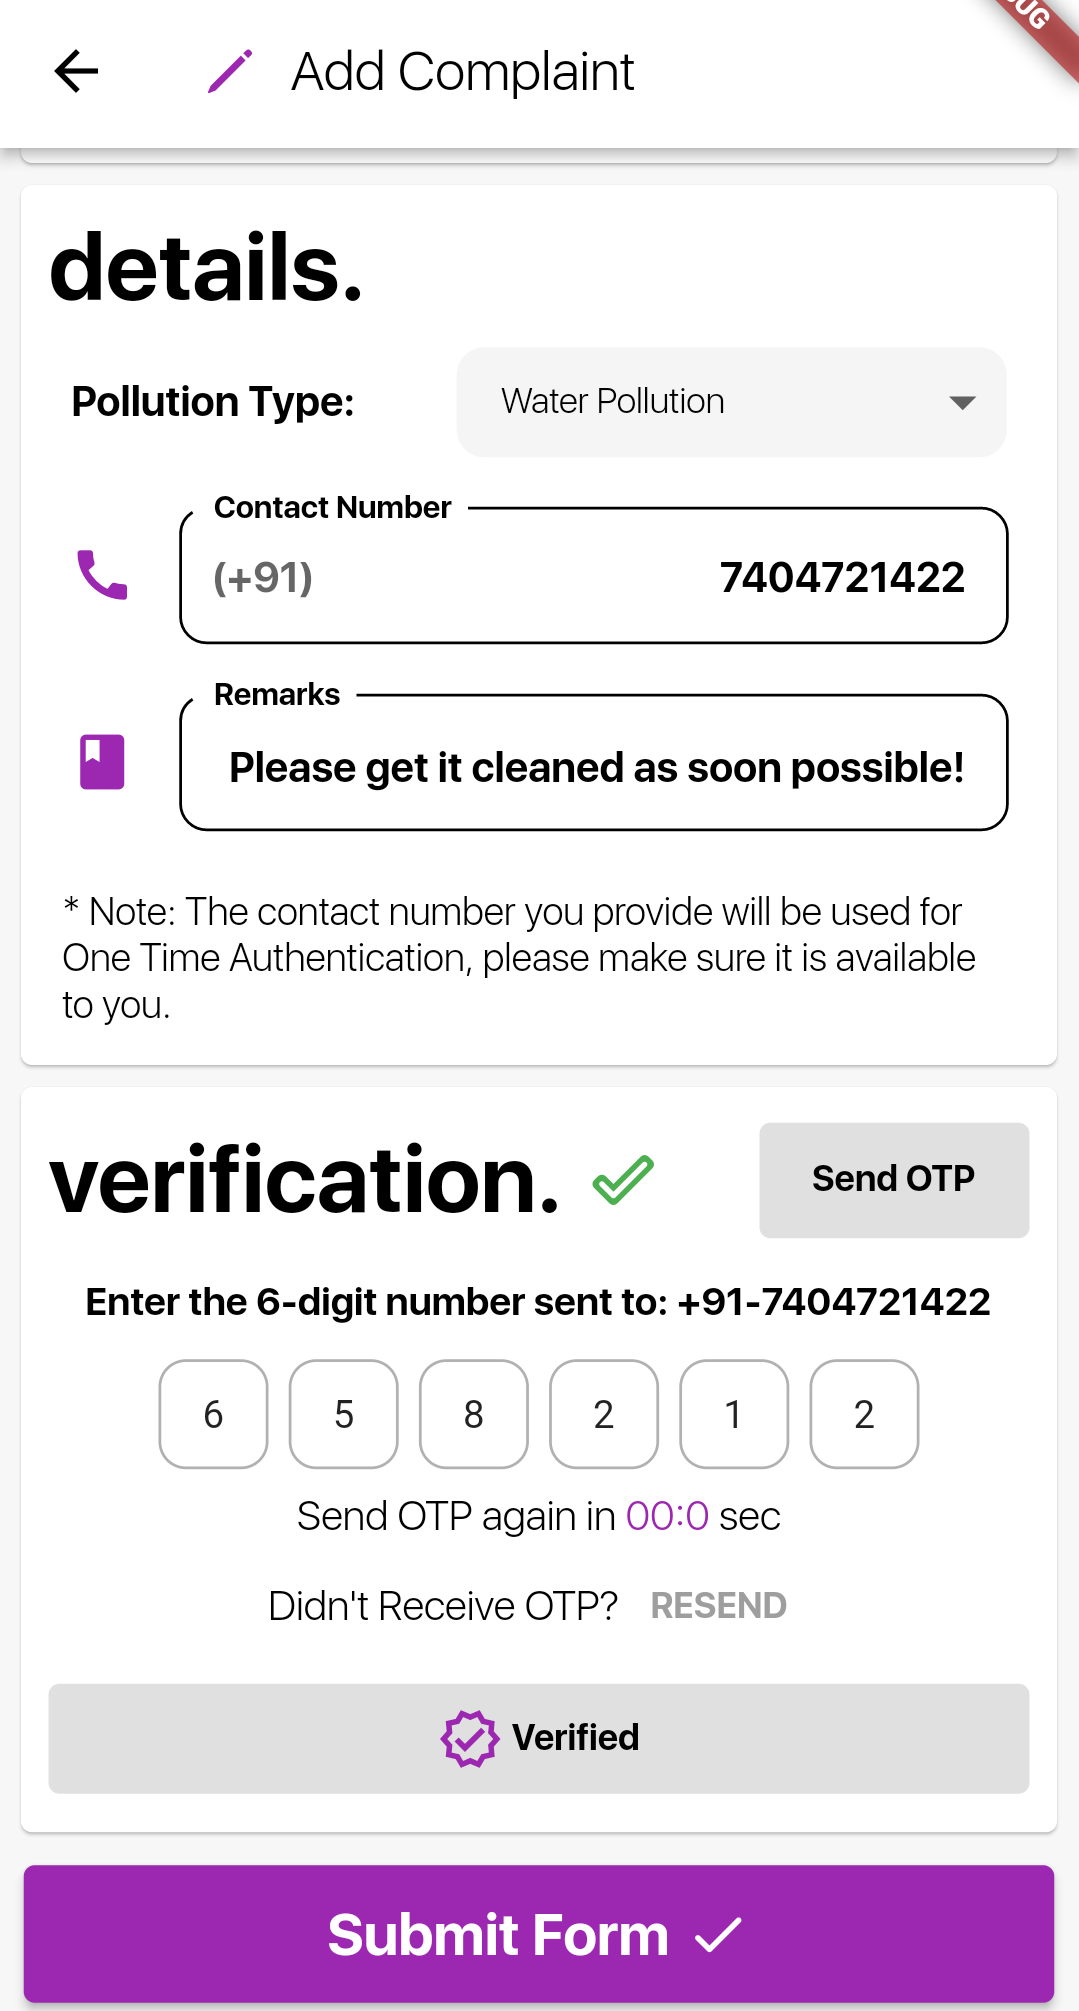 Add Complaint
details.
Pollution Type:
Water Pollution
Contact Number
(+91) 7404721422
Remarks
Please get it cleaned as soon possible!
* Note: The contact number you provide will be used for
One Time Authentication, please make sure it is available
to you.
verification.
Send OTP
Enter the 6-digit number sent to: +91-7404721422
6 5 8 2 1 2
Send OTP again in 00:0 sec
Didn't Receive OTP? RESEND
Verified
Submit Form